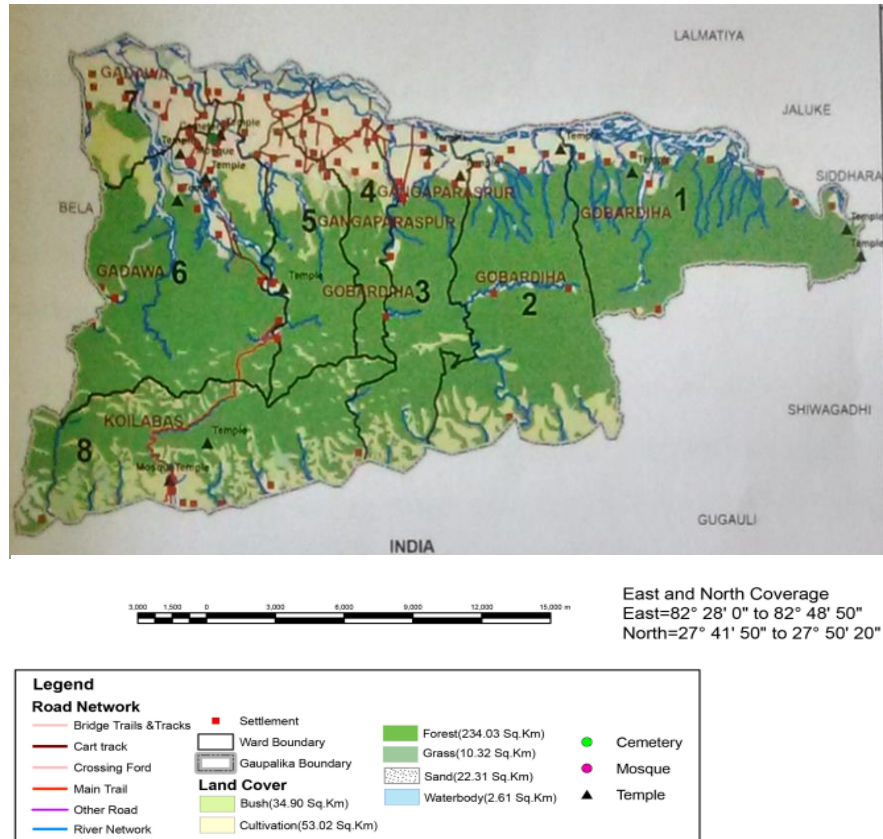 LALMATIYA
GADAWA
7
JALUKE
Temple
Temple
Mosque
Temple
Temple
Temple
Temple
Temple
4
GANGAPARASPUR
SIDDHARA
BELA
5
GANGAPARASPUR
GOBARDIHA
1
Temple
Temple
GADAWA
6
Temple
GOBARDIHA
3
GOBARDIHA
2
KOILABAS
Temple
SHIWAGADHI
8
Mosque
Temple
GUGAULI
INDIA
3,000 1,500 0 3,000 6,000 9,000 12,000 15,000 m
East and North Coverage
East=82° 28' 0" to 82° 48' 50"
North=27° 41' 50" to 27° 50' 20"
Legend
Road Network
Bridge Trails &Tracks
Cart track
Crossing Ford
Main Trail
Other Road
River Network
Settlement
Ward Boundary
Gaupalika Boundary
Land Cover
Bush(34.90 Sq.Km)
Cultivation(53.02 Sq.Km)
Forest(234.03 Sq.Km)
Grass(10.32 Sq.Km)
Sand(22.31 Sq.Km)
Waterbody(2.61 Sq.Km)
Cemetery
Mosque
Temple